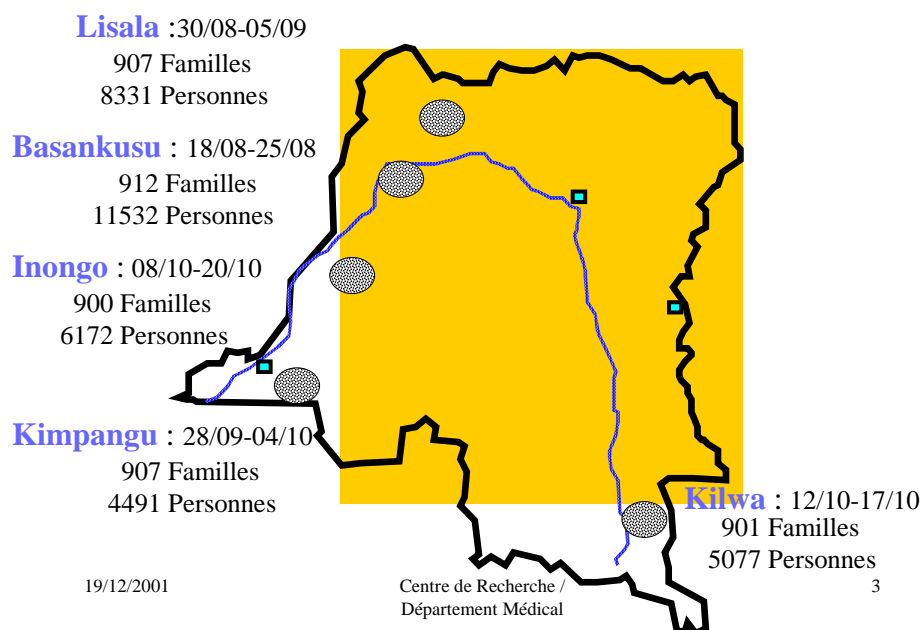 Lisala :30/08-05/09
907 Familles
8331 Personnes
Basankusu : 18/08-25/08
912 Familles
11532 Personnes
Inongo : 08/10-20/10
900 Familles
6172 Personnes
Kimpangu : 28/09-04/10
907 Familles
4491 Personnes
Kilwa : 12/10-17/10
901 Familles
5077 Personnes
19/12/2001
Centre de Recherche /
Département Médical
3